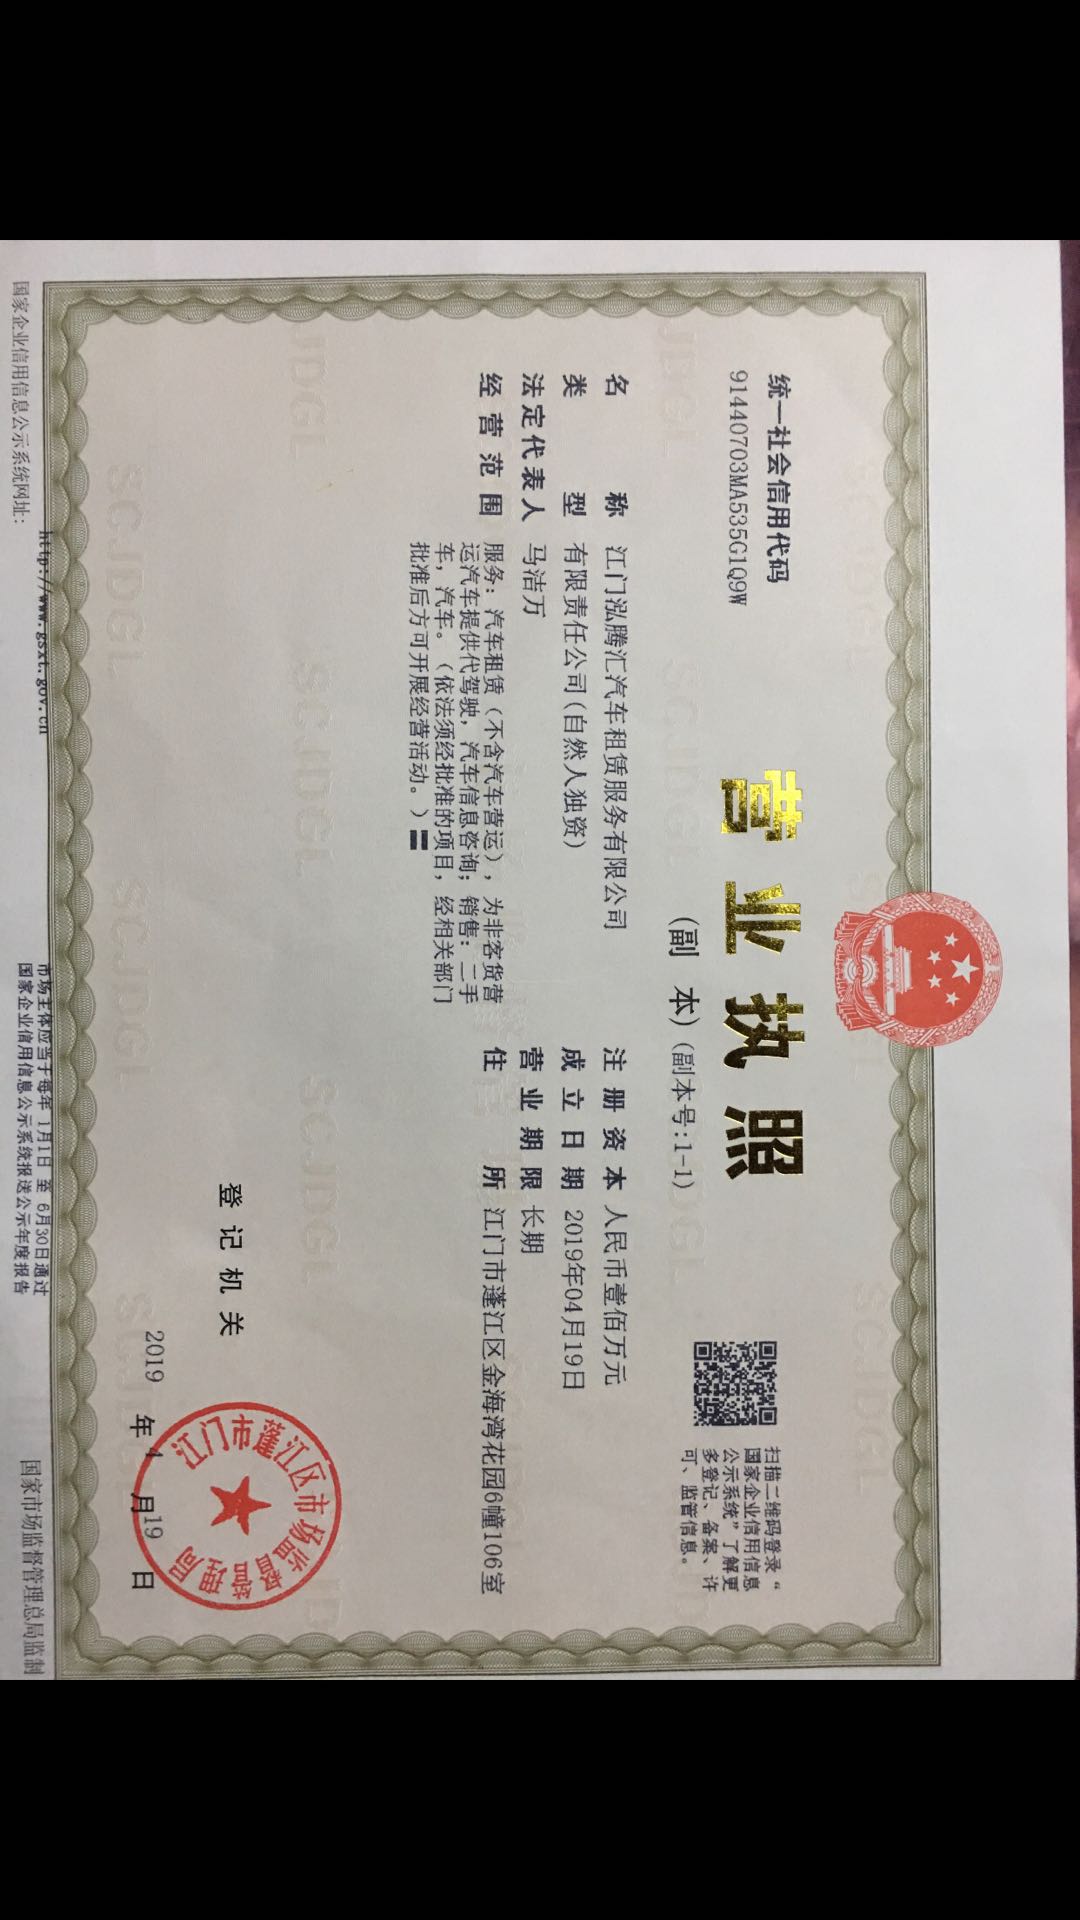 统一社会信用代码
91440703MA535G1Q9W
营业执照
(副 本)(副本号:1-1)
扫描二维码登录“
国家企业信用信息
公示系统”了解更
多登记、备案、许
可、监管信息。
名 称 江门泓腾汇汽车租赁服务有限公司
类 型 有限责任公司(自然人独资)
法定代表人 马洁万
经营范围 服务：汽车租赁（不含汽车营运），为非客货营
运汽车提供代驾驶，汽车信息咨询；销售：二手
车，汽车。（依法须经批准的项目，经相关部门
批准后方可开展经营活动。）
注册资本 人民币壹佰万元
成立日期 2019年04月19日
营业期限 长期
住 所 江门市蓬江区金海湾花园6幢106室
登记机关
江门市蓬江区市场监督管理局
2019 年 4 月 19 日
国家企业信用信息公示系统网址:
http://www.gsxt.gov.cn
市场主体应当于每年 1月1日 至 6月30日通过
国家企业信用信息公示系统报送公示年度报告
国家市场监督管理总局监制
SCJDGL